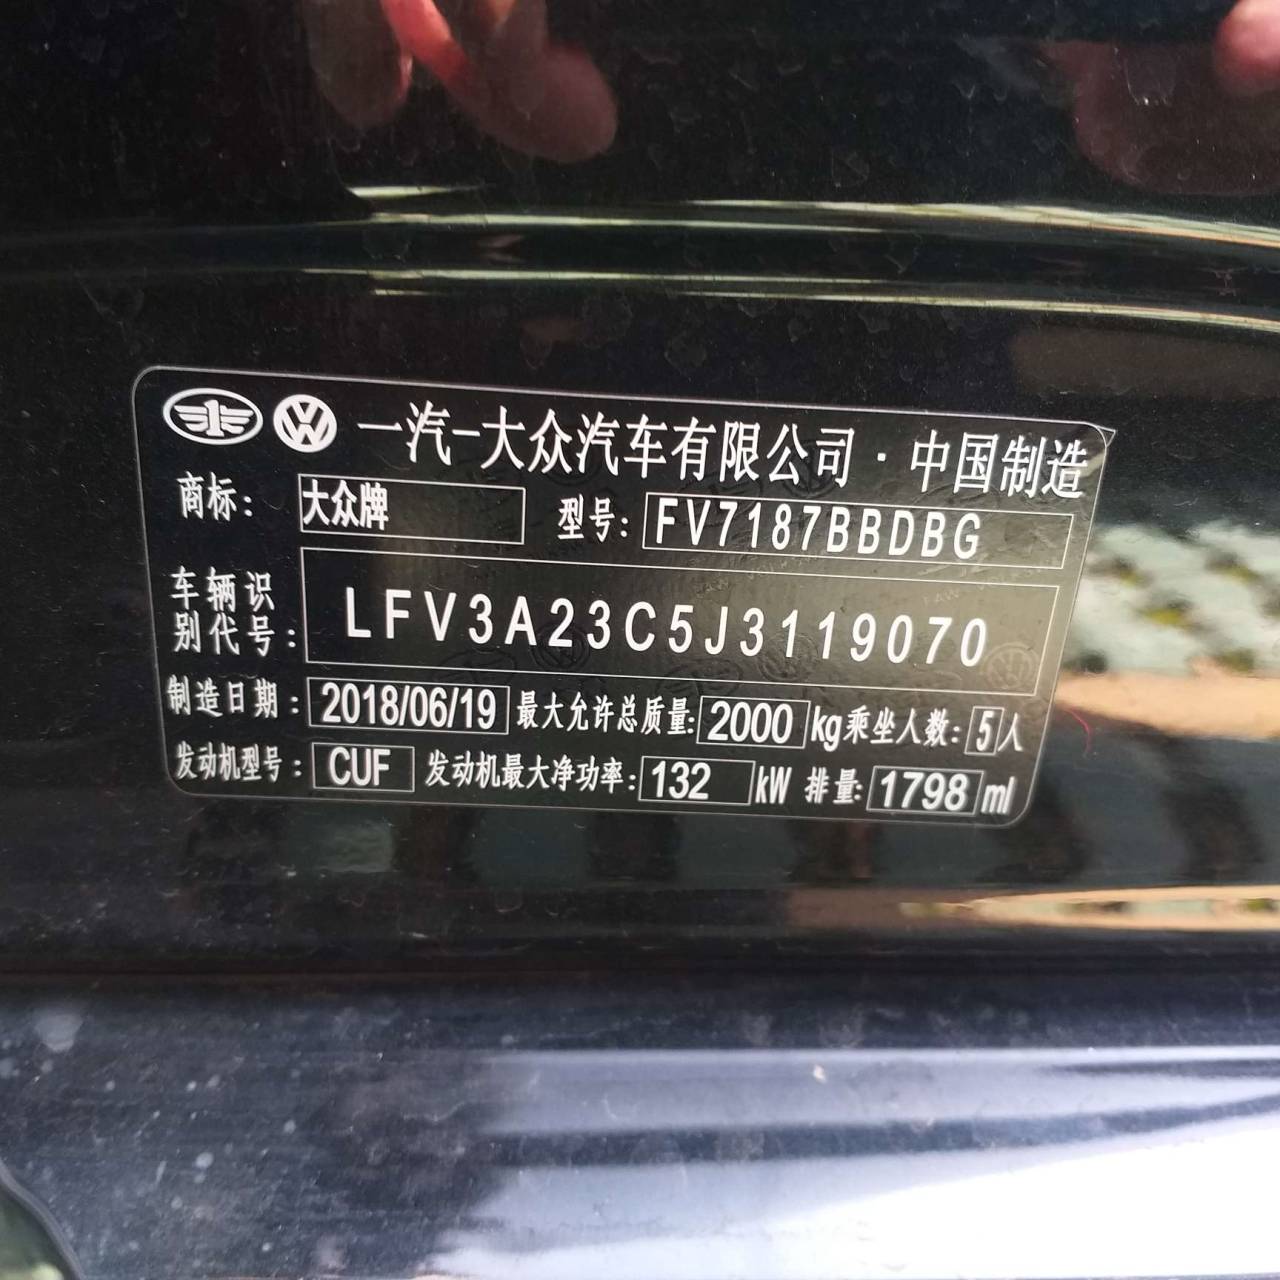 一汽-大众汽车有限公司·中国制造
商标: 大众牌 型号: FV7187BBDBG
车辆识
别代号: LFV3A23C5J3119070
制造日期: 2018/06/19 最大允许总质量: 2000 kg 乘坐人数: 5 人
发动机型号: CUF 发动机最大净功率: 132 kW 排量: 1798 ml